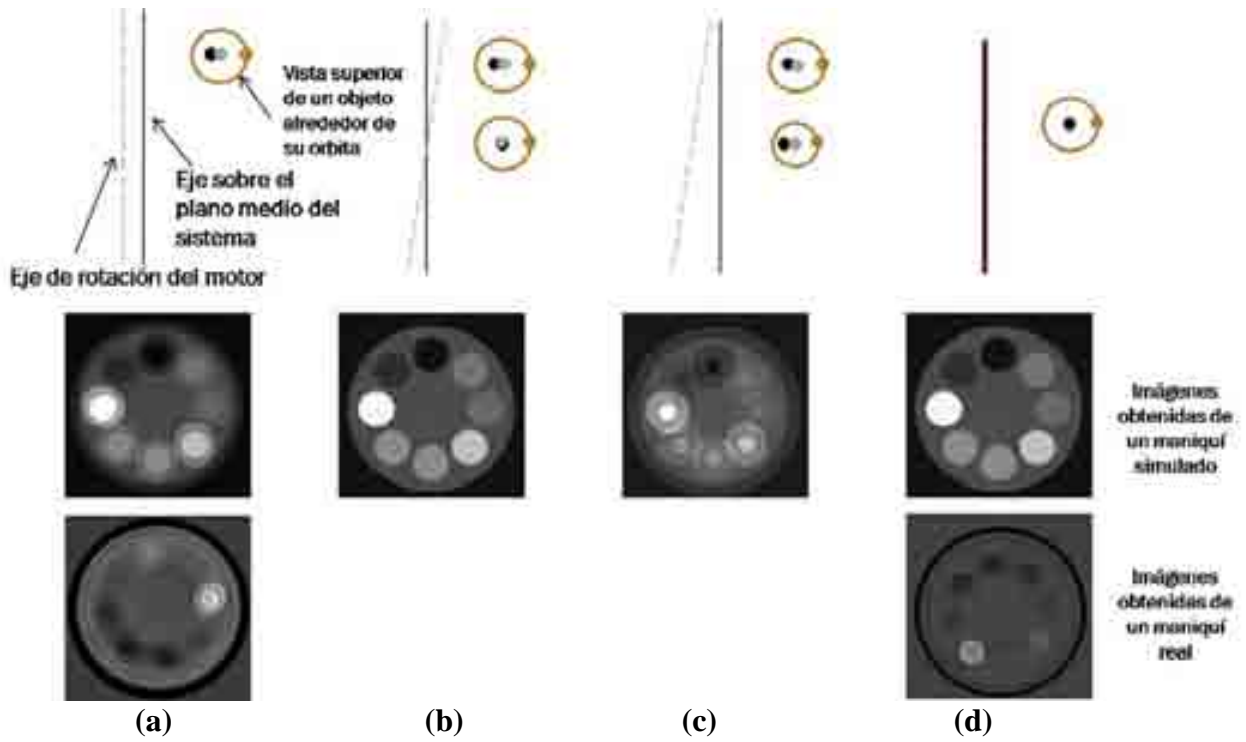 Vista superior
de un objeto
alrededor de
su orbita
Eje sobre el
plano medio del
sistema
Eje de rotación del motor
Imágenes
obtenidas de
un maniquí
simulado
Imágenes
obtenidas de
un maniquí
real
(a)
(b)
(c)
(d)